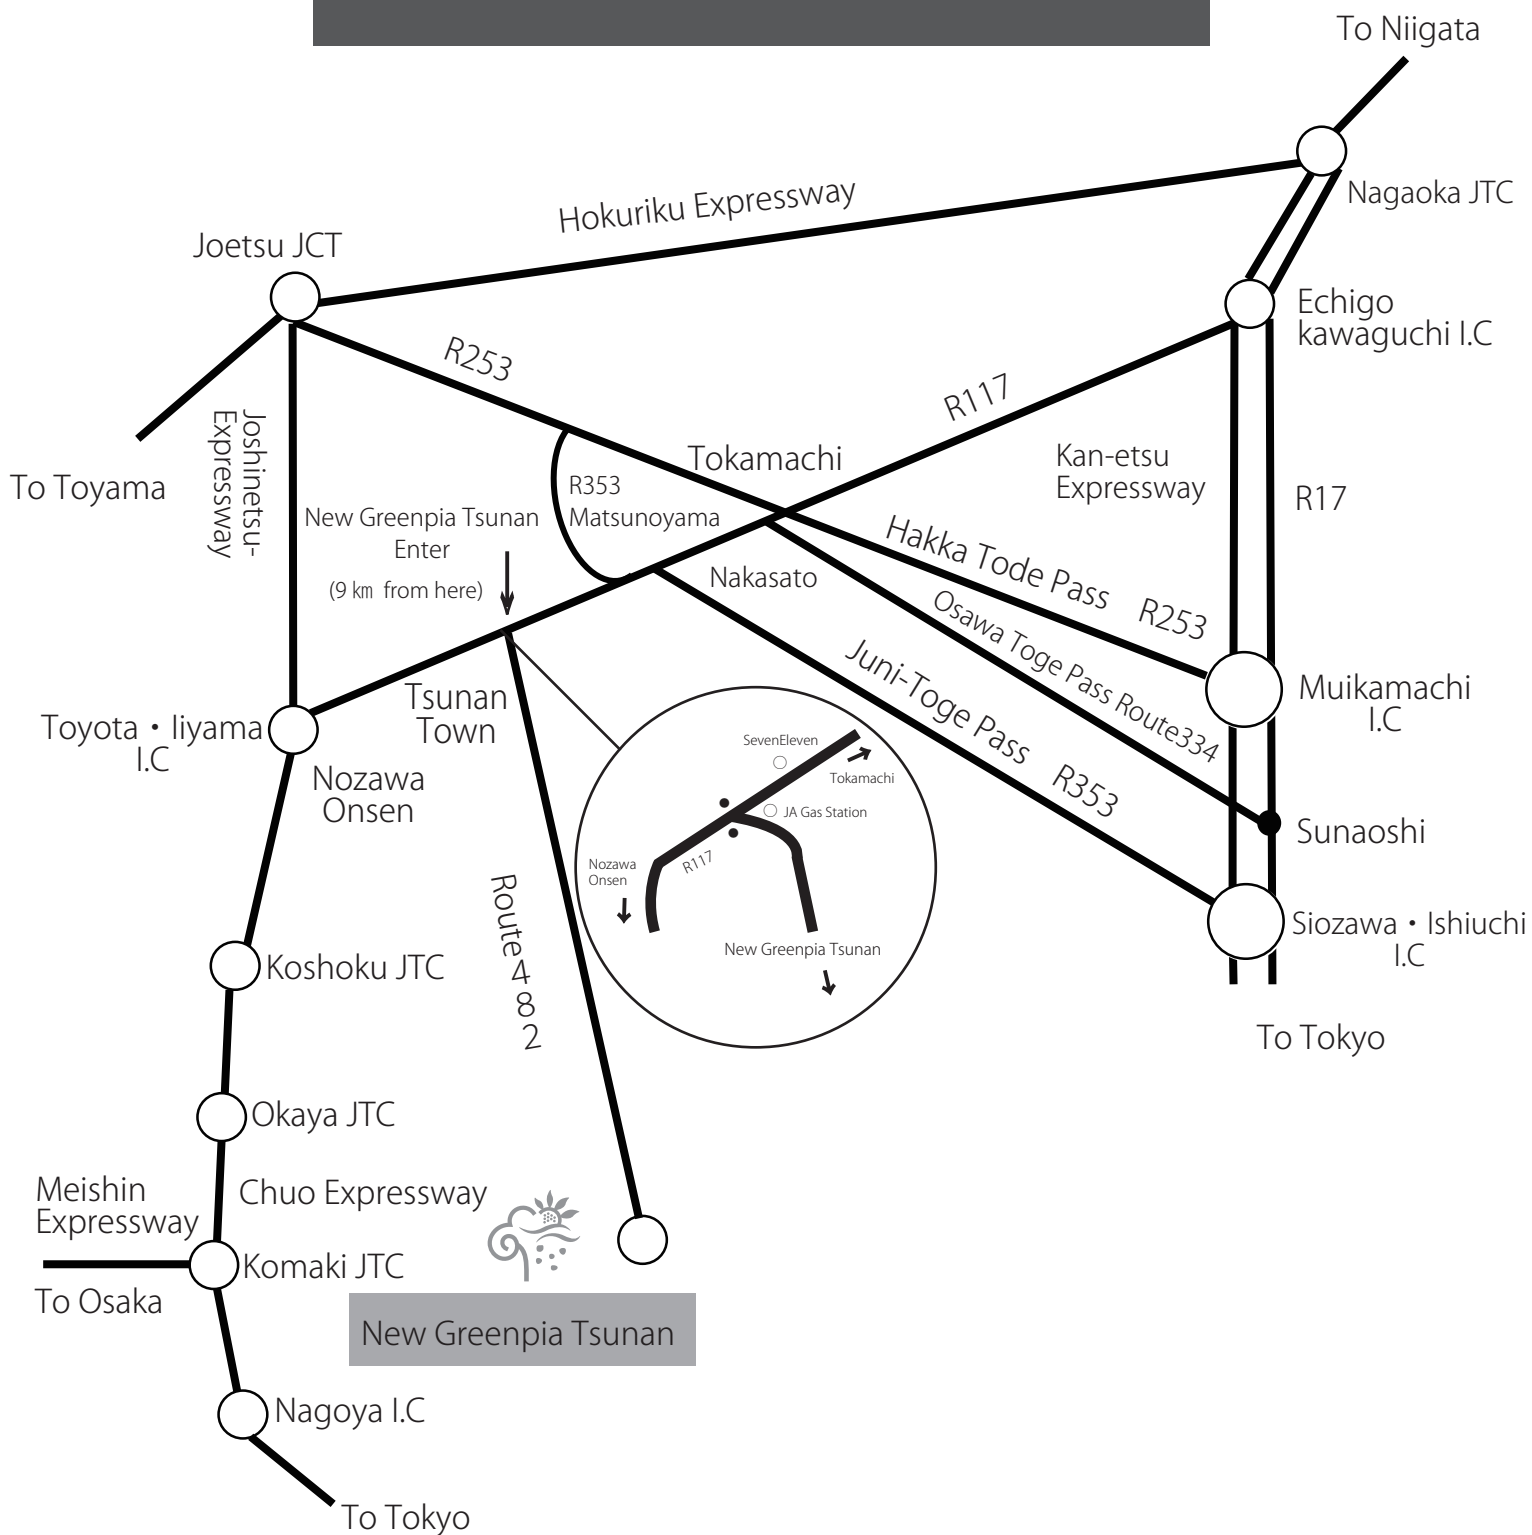 To Niigata
Nagaoka JTC
Hokuriku Expressway
Joetsu JCT
Echigo
kawaguchi I.C
R253
R117
Joshinetsu-
Expressway
To Toyama
Tokamachi
Kan-etsu
Expressway
R17
R353
Matsunoyama
New Greenpia Tsunan
Enter
(9 ㎞ from here)
Nakasato
Hakka Tode Pass R253
Osawa Toge Pass Route334
Juni-Toge Pass R353
Muikamachi
I.C
Tsunan
Town
Toyota・Iiyama
I.C
Nozawa
Onsen
SevenEleven
Tokamachi
JA Gas Station
R117
Nozawa
Onsen
New Greenpia Tsunan
Sunaoshi
Siozawa・Ishiuchi
I.C
Route482
Koshoku JTC
To Tokyo
Okaya JTC
Meishin
Expressway
Chuo Expressway
Komaki JTC
To Osaka
New Greenpia Tsunan
Nagoya I.C
To Tokyo